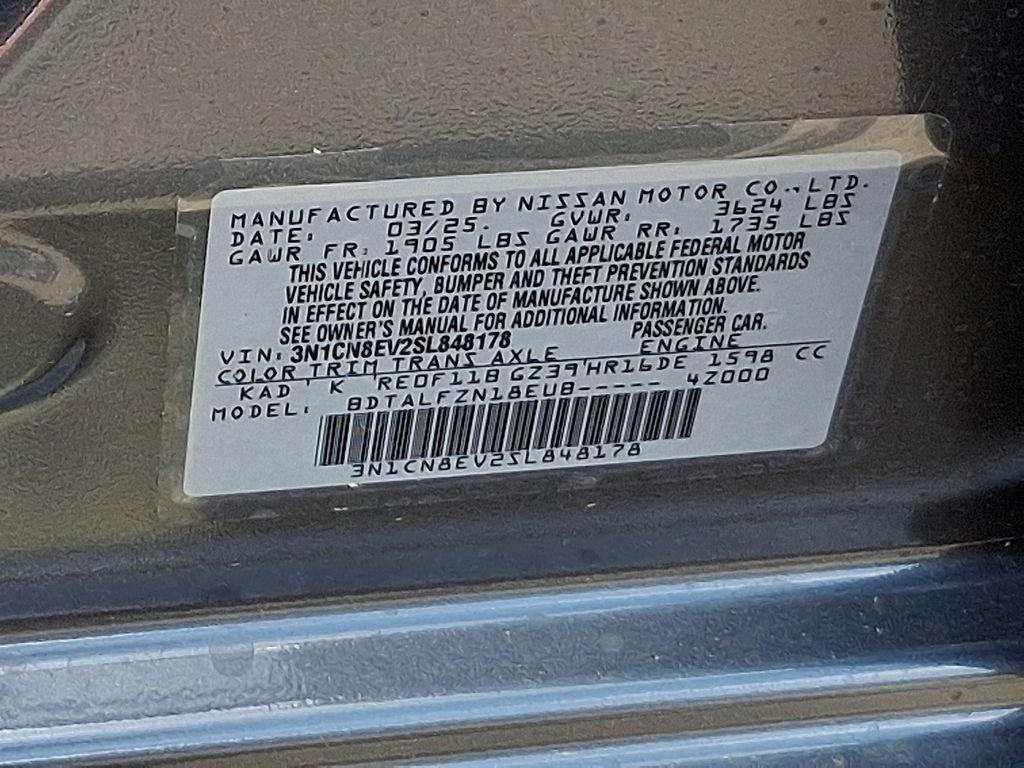 MANUFACTURED BY NISSAN MOTOR CO., LTD.
DATE: 03/25. GVWR: 3624 LBS
GAWR FR: 1905 LBS GAWR RR: 1735 LBS
THIS VEHICLE CONFORMS TO ALL APPLICABLE FEDERAL MOTOR
VEHICLE SAFETY, BUMPER AND THEFT PREVENTION STANDARDS
IN EFFECT ON THE DATE OF MANUFACTURE SHOWN ABOVE.
SEE OWNER'S MANUAL FOR ADDITIONAL INFORMATION.
VIN: 3N1CN8EV2SL848178 PASSENGER CAR.
COLOR TRIM TRANS AXLE ENGINE
KAD K RE0F11B GZ39 HR16DE 1598 CC
MODEL: BDTALFZN18EUB----- 4Z000
3N1CN8EV2SL848178